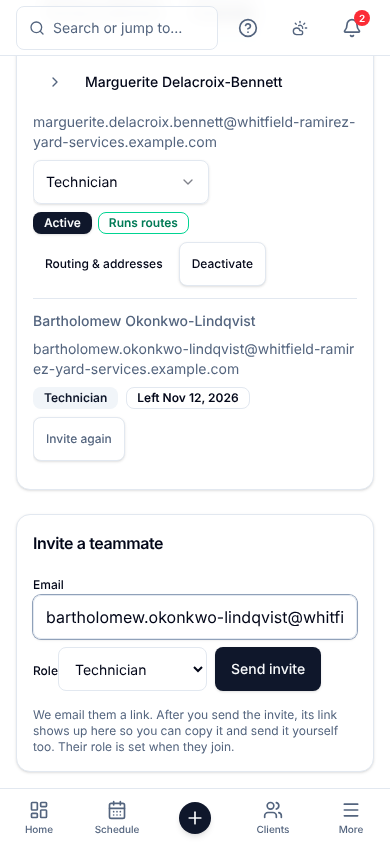 Search or jump to...
2
Marguerite Delacroix-Bennett
marguerite.delacroix.bennett@whitfield-ramirez-
yard-services.example.com
Technician
Active
Runs routes
Routing & addresses
Deactivate
Bartholomew Okonkwo-Lindqvist
bartholomew.okonkwo-lindqvist@whitfield-ramir
ez-yard-services.example.com
Technician
Left Nov 12, 2026
Invite again
Invite a teammate
Email
bartholomew.okonkwo-lindqvist@whitfi
Role
Technician
Send invite
We email them a link. After you send the invite, its link
shows up here so you can copy it and send it yourself
too. Their role is set when they join.
Home
Schedule
Clients
More